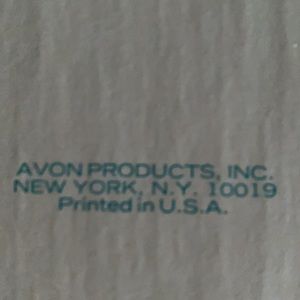 AVON PRODUCTS, INC.
NEW YORK, N.Y. 10019
Printed in U.S.A.